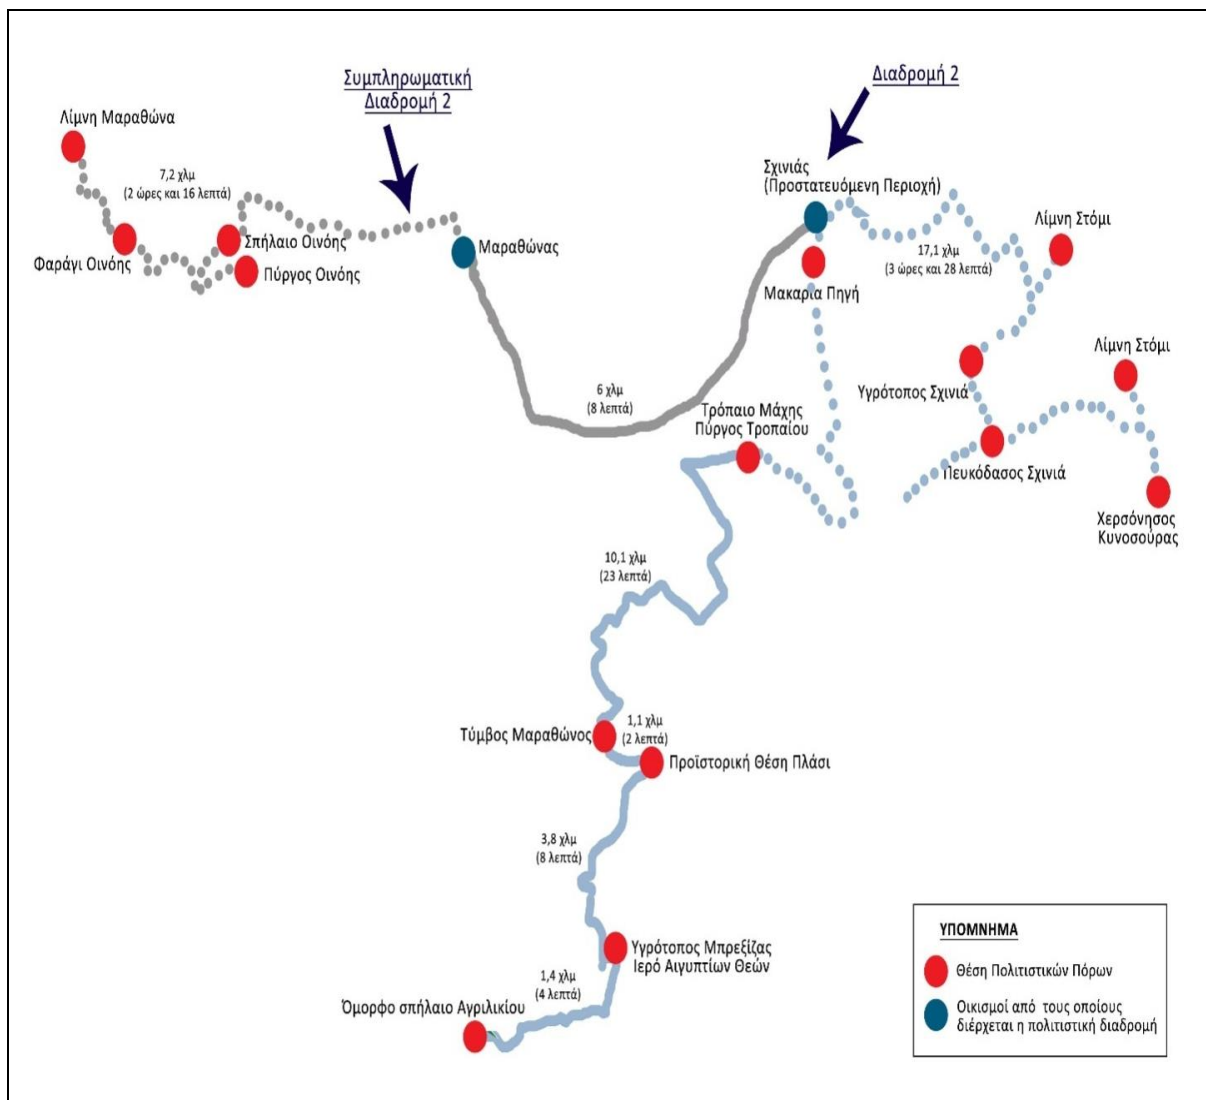 Συμπληρωματική
Διαδρομή 2
Διαδρομή 2
Λίμνη Μαραθώνα
7,2 χλμ
(2 ώρες και 16 λεπτά)
Φαράγι Οινόης
Σπήλαιο Οινόης
Πύργος Οινόης
Μαραθώνας
Σχινιάς
(Προστατευόμενη Περιοχή)
Μακαρία Πηγή
17,1 χλμ
(3 ώρες και 28 λεπτά)
Λίμνη Στόμι
Υγρότοπος Σχινιά
Λίμνη Στόμι
Πευκόδασος Σχινιά
Χερσόνησος
Κυνοσούρας
6 χλμ
(8 λεπτά)
Τρόπαιο Μάχης
Πύργος Τροπαίου
10,1 χλμ
(23 λεπτά)
Τύμβος Μαραθώνος
1,1 χλμ
(2 λεπτά)
Προϊστορική Θέση Πλάσι
3,8 χλμ
(8 λεπτά)
Υγρότοπος Μπρεξίζας
Ιερό Αιγυπτίων Θεών
1,4 χλμ
(4 λεπτά)
Όμορφο σπήλαιο Αγριλικίου
ΥΠΟΜΝΗΜΑ
Θέση Πολιτιστικών Πόρων
Οικισμοί από τους οποίους
διέρχεται η πολιτιστική διαδρομή